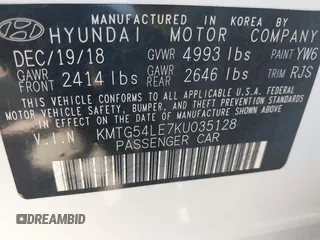 MANUFACTURED IN KOREA BY
HYUNDAI MOTOR COMPANY
DEC/19/18 GVWR 4993 lbs PAINT YW6
GAWR FRONT 2414 lbs GAWR REAR 2646 lbs TRIM RJS
THIS VEHICLE CONFORMS TO ALL APPLICABLE U.S.A. FEDERAL
MOTOR VEHICLE SAFETY, BUMPER, AND THEFT PREVENTION
STANDARDS IN EFFECT ON THE DATE OF MANUFACTURE SHOWN ABOVE.
V.I.N KMTG54LE7KU035128
PASSENGER CAR
DREAMBID